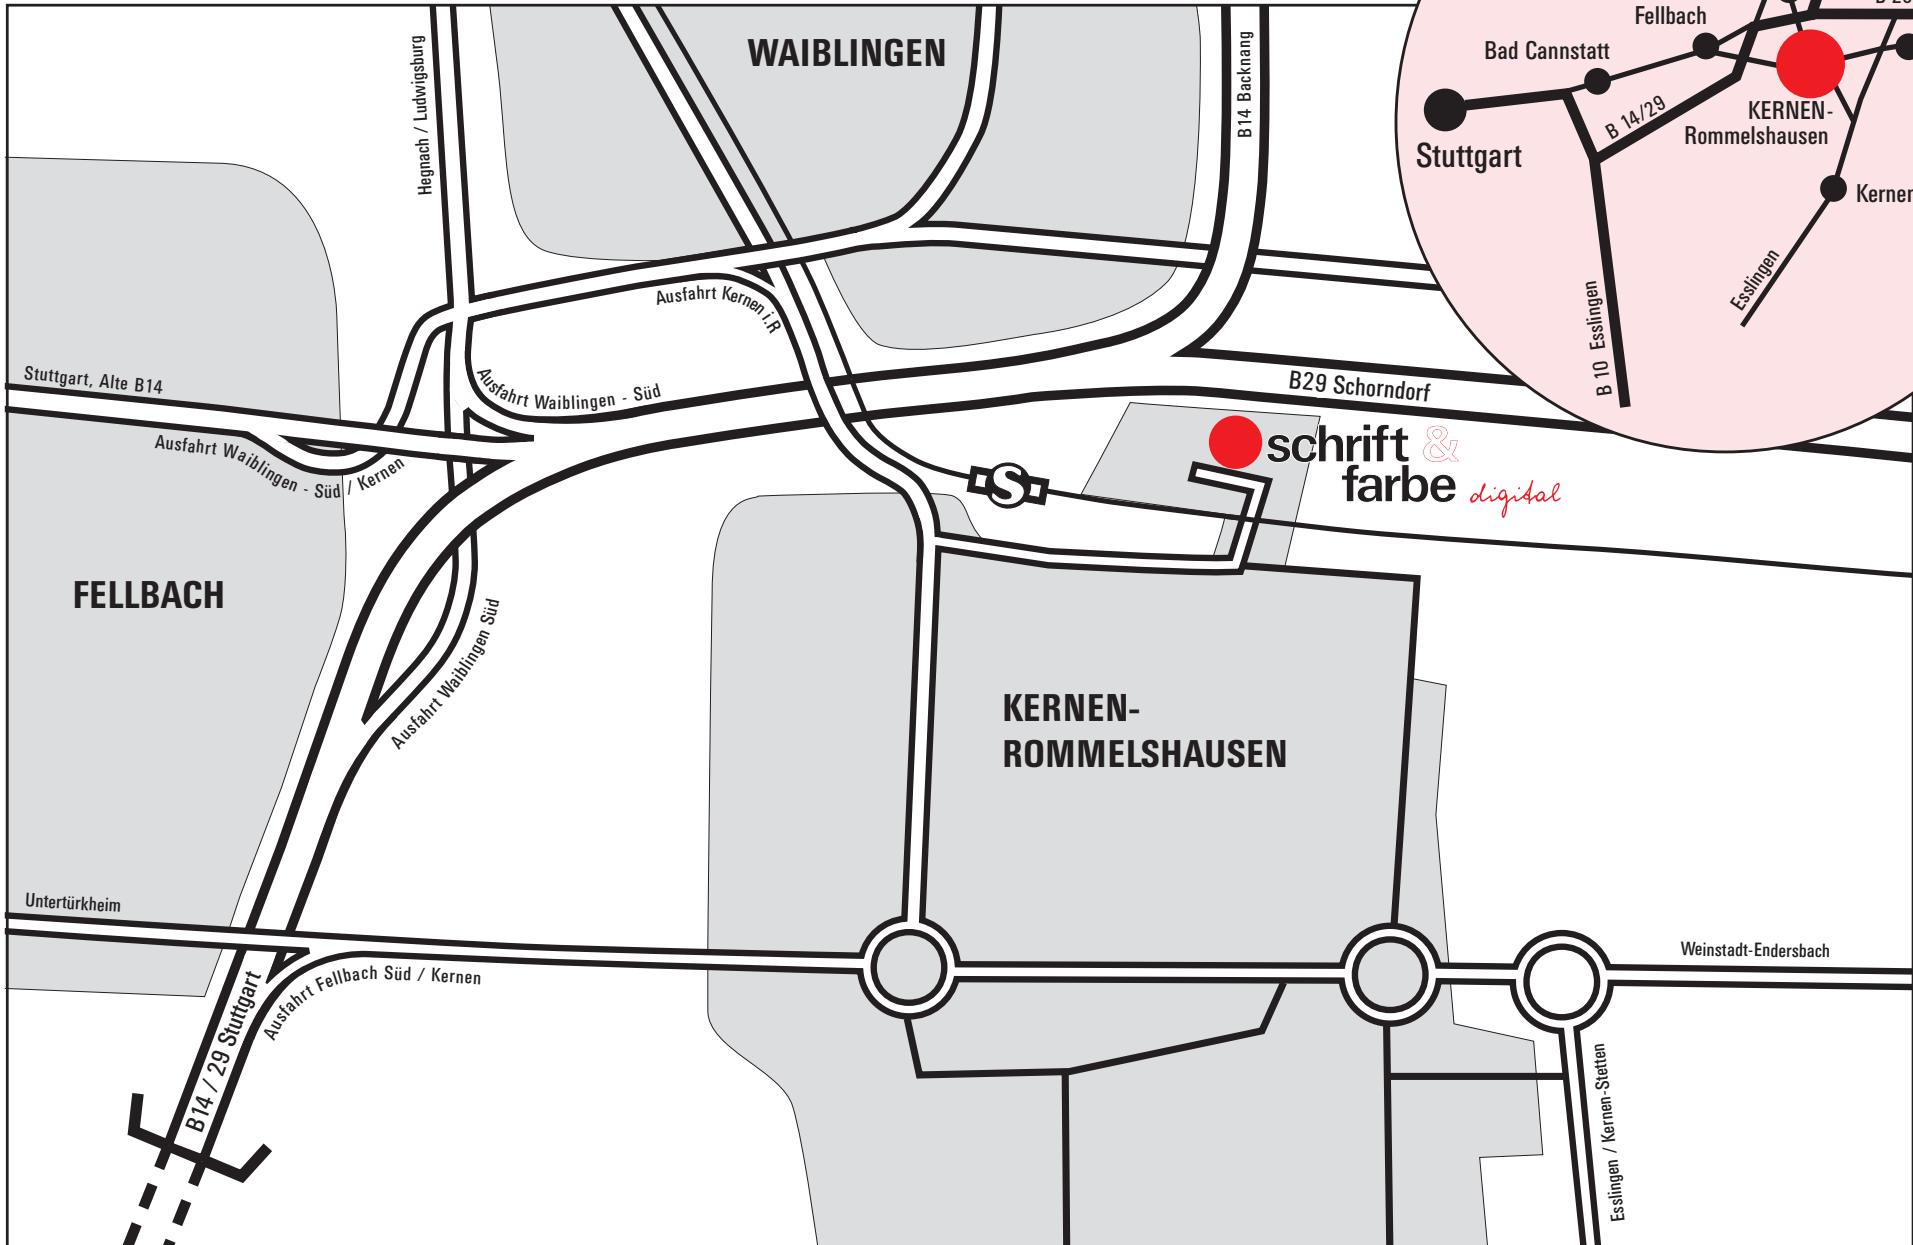 WAIBLINGEN
Hegnach / Ludwigsburg
B14 Backnang
Fellbach
Bad Cannstatt
B 14/29
KERNEN-
Rommelshausen
Stuttgart
Esslingen
B 10 Esslingen
Ausfahrt Kernen i.R
Stuttgart, Alte B14
Ausfahrt Waiblingen - Süd
B29 Schorndorf
Ausfahrt Waiblingen - Süd / Kernen
schrift &
farbe digital
S
FELLBACH
Ausfahrt Waiblingen Süd
KERNEN-
ROMMELSHAUSEN
Untertürkheim
Weinstadt-Endersbach
Ausfahrt Fellbach Süd / Kernen
B14 / 29 Stuttgart
Esslingen / Kernen-Stetten